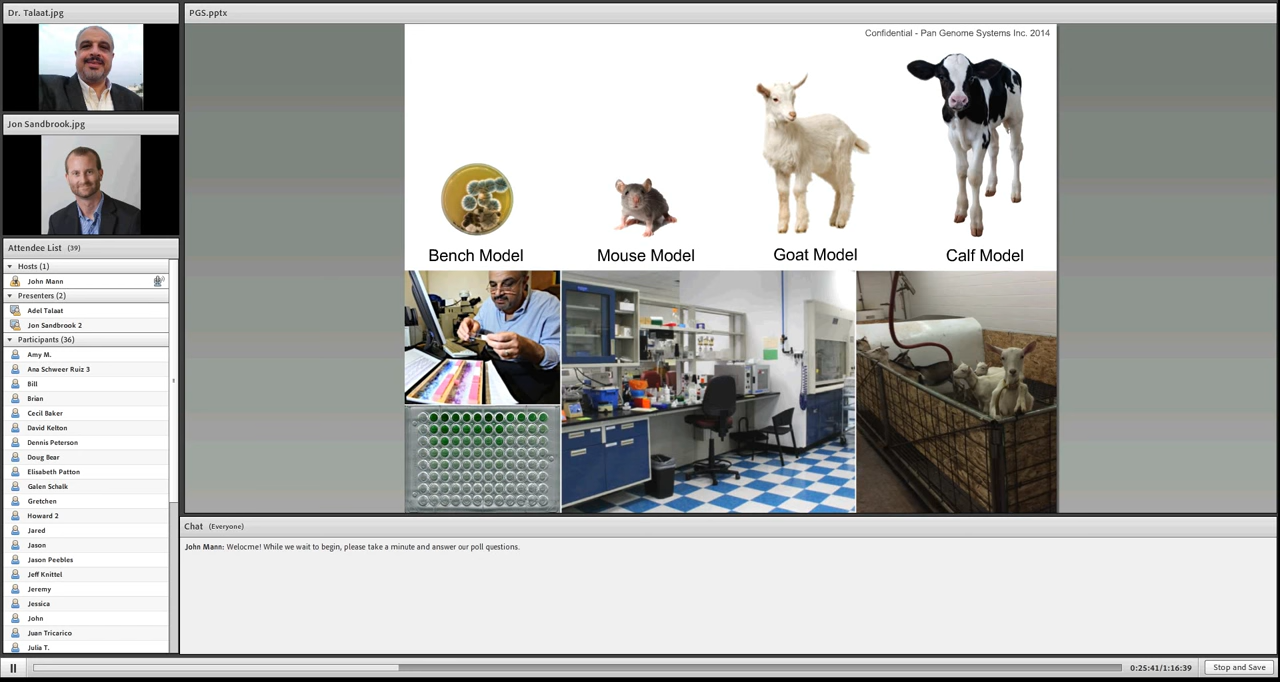 Dr. Talaat.jpg
Jon Sandbrook.jpg
Attendee List (39)
Hosts (1)
John Mann
Presenters (2)
Adel Talaat
Jon Sandbrook 2
Participants (36)
Amy M.
Ana Schweer Ruiz 3
Bill
Brian
Cecil Baker
David Kelton
Dennis Peterson
Doug Bear
Elisabeth Patton
Galen Schalk
Gretchen
Howard 2
Jared
Jason
Jason Peebles
Jeff Knittel
Jeremy
Jessica
John
Juan Tricarico
Julia T.
PGS.pptx
Confidential - Pan Genome Systems Inc. 2014
Bench Model
Mouse Model
Goat Model
Calf Model
Chat (Everyone)
John Mann: Welocme! While we wait to begin, please take a minute and answer our poll questions.
0:25:41/1:16:39
Stop and Save